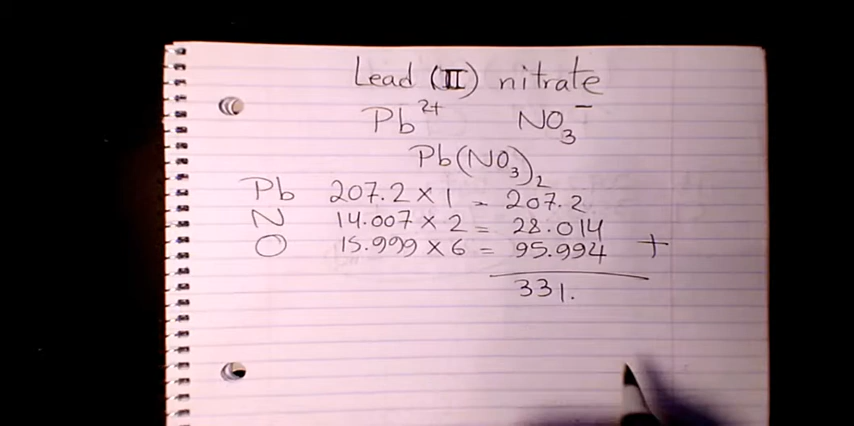 Lead (II) nitrate
Pb²⁺ NO₃⁻
Pb(NO₃)₂
Pb 207.2 × 1 = 207.2
N 14.007 × 2 = 28.014
O 15.999 × 6 = 95.994 +
331.